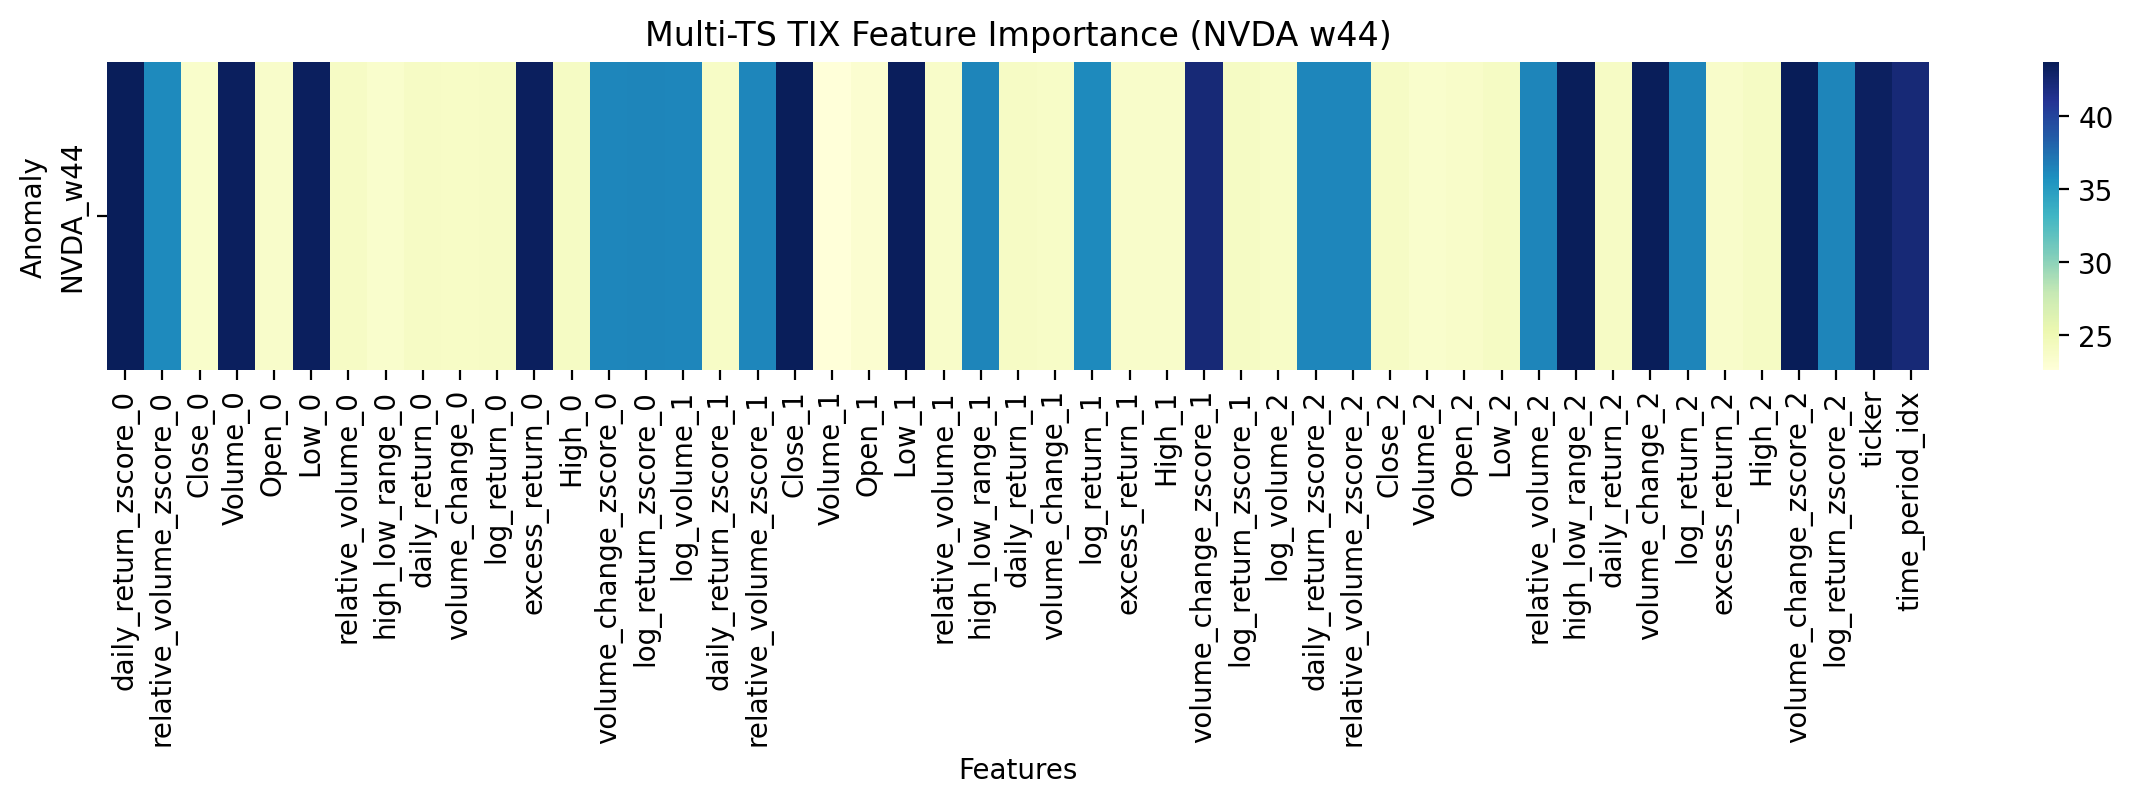 Multi-TS TIX Feature Importance (NVDA w44)
Anomaly
NVDA_w44
40
35
30
25
daily_return_zscore_0
relative_volume_zscore_0
Close_0
Volume_0
Open_0
Low_0
relative_volume_0
high_low_range_0
daily_return_0
volume_change_0
log_return_0
excess_return_0
High_0
volume_change_zscore_0
log_return_zscore_0
log_volume_1
daily_return_zscore_1
relative_volume_zscore_1
Close_1
Volume_1
Open_1
Low_1
relative_volume_1
high_low_range_1
daily_return_1
volume_change_1
log_return_1
excess_return_1
High_1
volume_change_zscore_1
log_return_zscore_1
log_volume_2
daily_return_zscore_2
relative_volume_zscore_2
Close_2
Volume_2
Open_2
Low_2
relative_volume_2
high_low_range_2
daily_return_2
volume_change_2
log_return_2
excess_return_2
High_2
volume_change_zscore_2
log_return_zscore_2
ticker
time_period_idx
Features